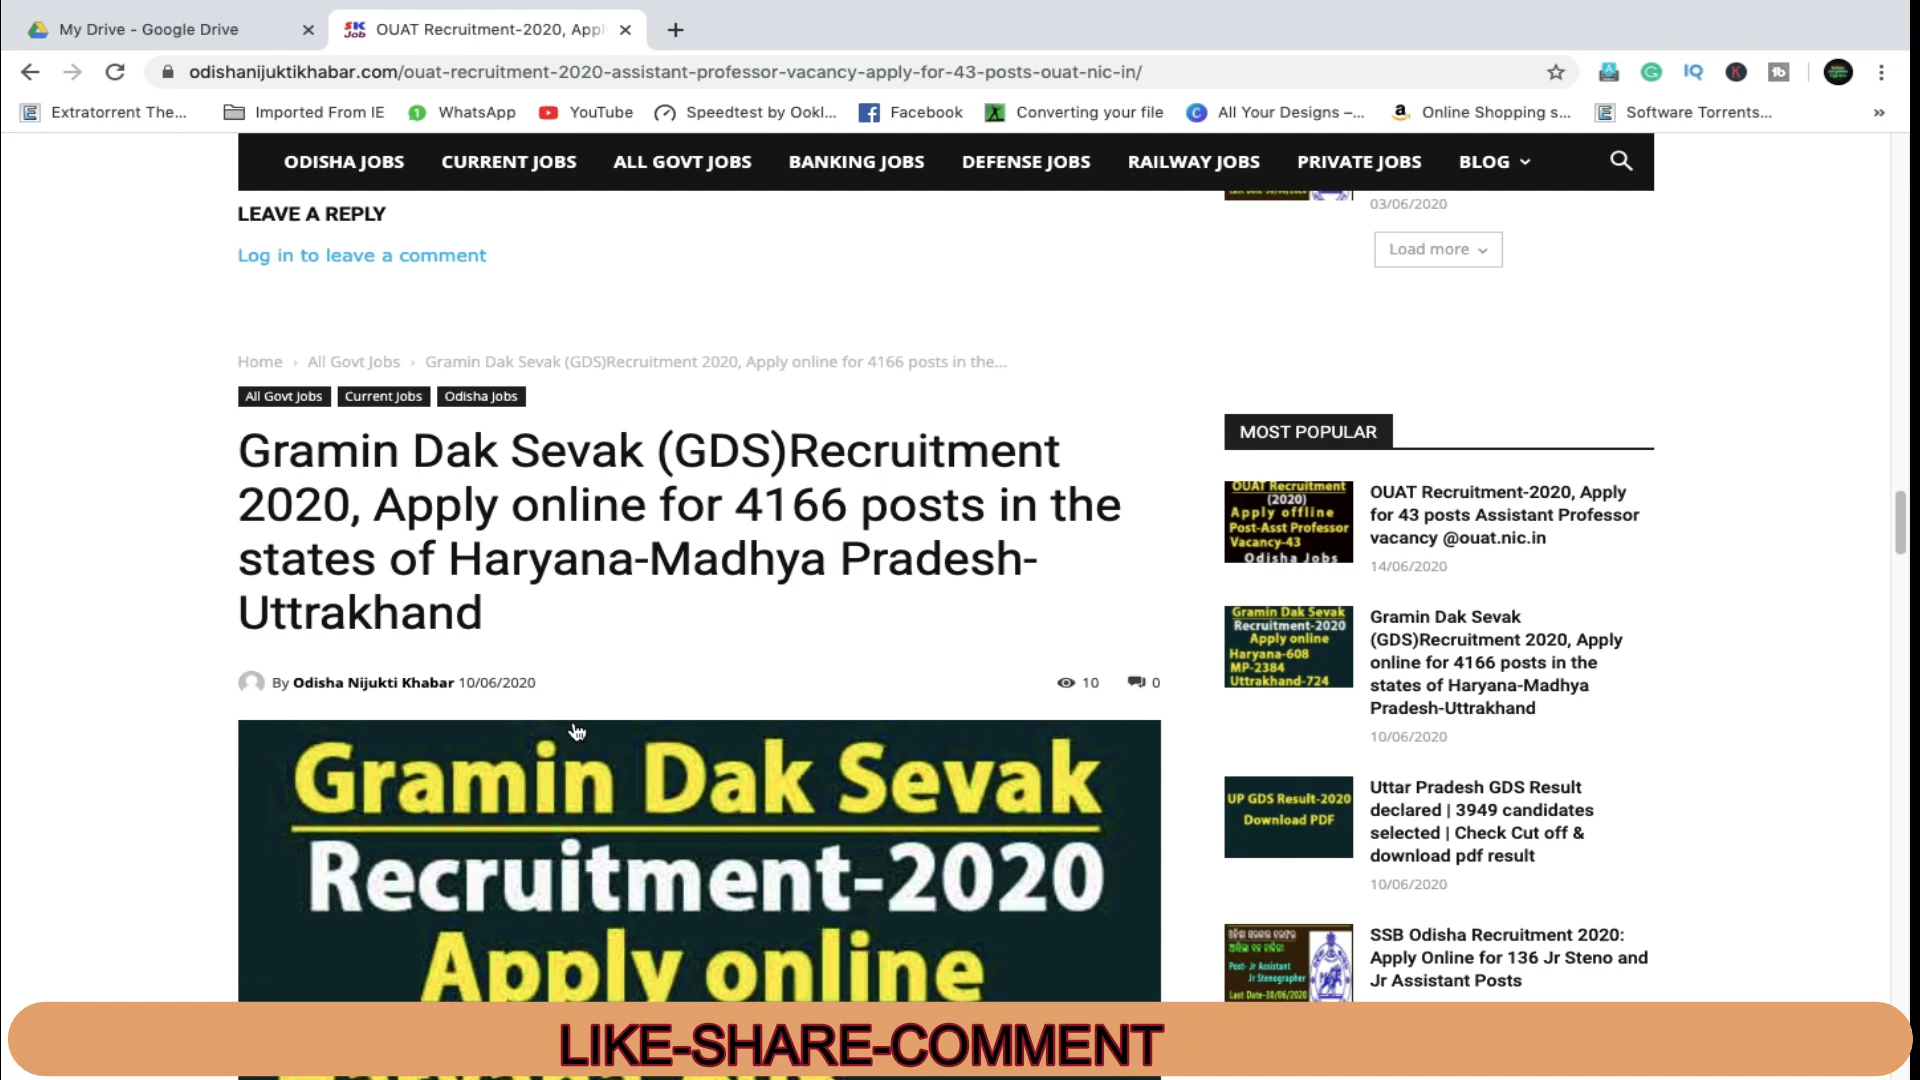 My Drive - Google Drive
SK Job OUAT Recruitment-2020, Appl
odishanijuktikhabar.com/ouat-recruitment-2020-assistant-professor-vacancy-apply-for-43-posts-ouat-nic-in/
Extratorrent The... Imported From IE WhatsApp YouTube Speedtest by Ookl... Facebook Converting your file All Your Designs –... Online Shopping s... Software Torrents... »
ODISHA JOBS CURRENT JOBS ALL GOVT JOBS BANKING JOBS DEFENSE JOBS RAILWAY JOBS PRIVATE JOBS BLOG
LEAVE A REPLY
Log in to leave a comment
03/06/2020
Load more
Home › All Govt Jobs › Gramin Dak Sevak (GDS)Recruitment 2020, Apply online for 4166 posts in the...
All Govt Jobs Current Jobs Odisha Jobs
Gramin Dak Sevak (GDS)Recruitment
2020, Apply online for 4166 posts in the
states of Haryana-Madhya Pradesh-
Uttrakhand
By Odisha Nijukti Khabar 10/06/2020 10 0
Gramin Dak Sevak
Recruitment-2020
Apply online
MOST POPULAR
OUAT Recruitment
(2020)
Apply offline
Post-Asst Professor
Vacancy-43
Odisha Jobs
OUAT Recruitment-2020, Apply
for 43 posts Assistant Professor
vacancy @ouat.nic.in
14/06/2020
Gramin Dak Sevak
Recruitment-2020
Apply online
Haryana-608
MP-2384
Uttrakhand-724
Gramin Dak Sevak
(GDS)Recruitment 2020, Apply
online for 4166 posts in the
states of Haryana-Madhya
Pradesh-Uttrakhand
10/06/2020
UP GDS Result-2020
Download PDF
Uttar Pradesh GDS Result
declared | 3949 candidates
selected | Check Cut off &
download pdf result
10/06/2020
Post- Jr Assistant
Jr Stenographer
Last Date-30/06/2020
SSB Odisha Recruitment 2020:
Apply Online for 136 Jr Steno and
Jr Assistant Posts
LIKE-SHARE-COMMENT